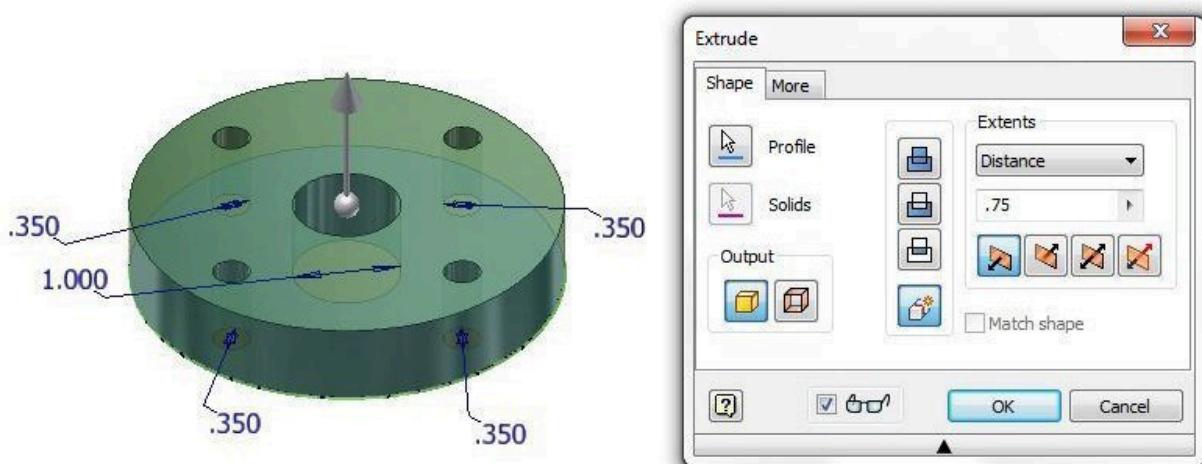 .350
.350
1.000
.350
.350
Extrude
Shape
More
Profile
Solids
Output
Extents
Distance
.75
Match shape
?
OK
Cancel